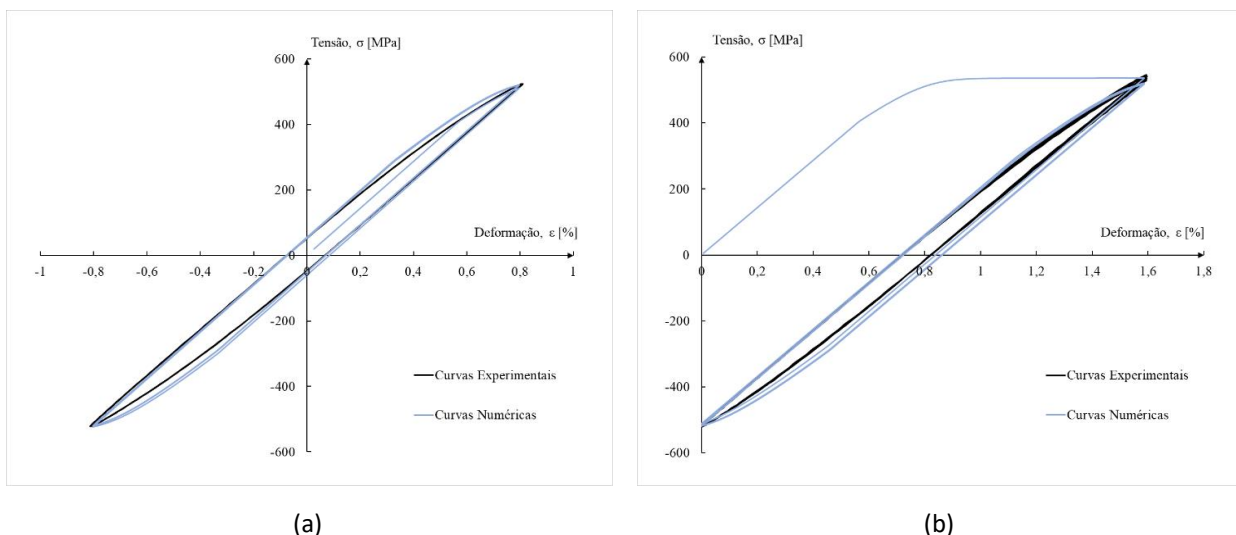 Tensão, σ [MPa]
600
400
200
0
-200
-400
-600
Deformação, ε [%]
-1 -0,8 -0,6 -0,4 -0,2 0 0,2 0,4 0,6 0,8 1
Curvas Experimentais
Curvas Numéricas
(a)
Tensão, σ [MPa]
600
400
200
0
-200
-400
-600
Deformação, ε [%]
0 0,2 0,4 0,6 0,8 1 1,2 1,4 1,6 1,8
Curvas Experimentais
Curvas Numéricas
(b)